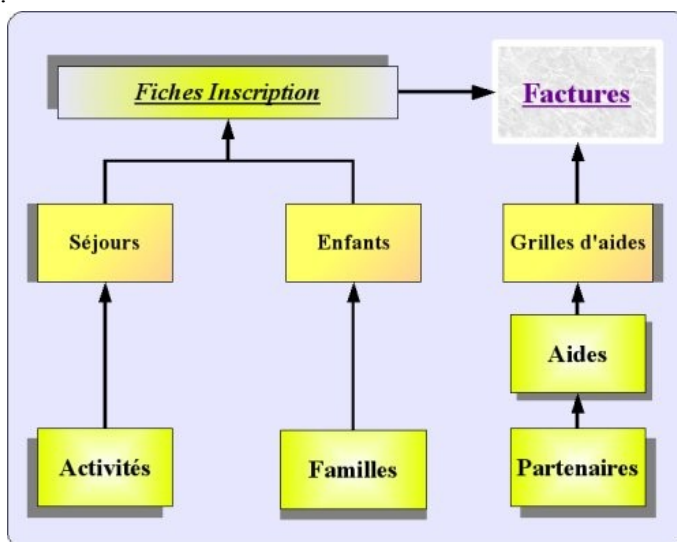 Fiches Inscription
Factures
Séjours
Enfants
Grilles d'aides
Aides
Activités
Familles
Partenaires